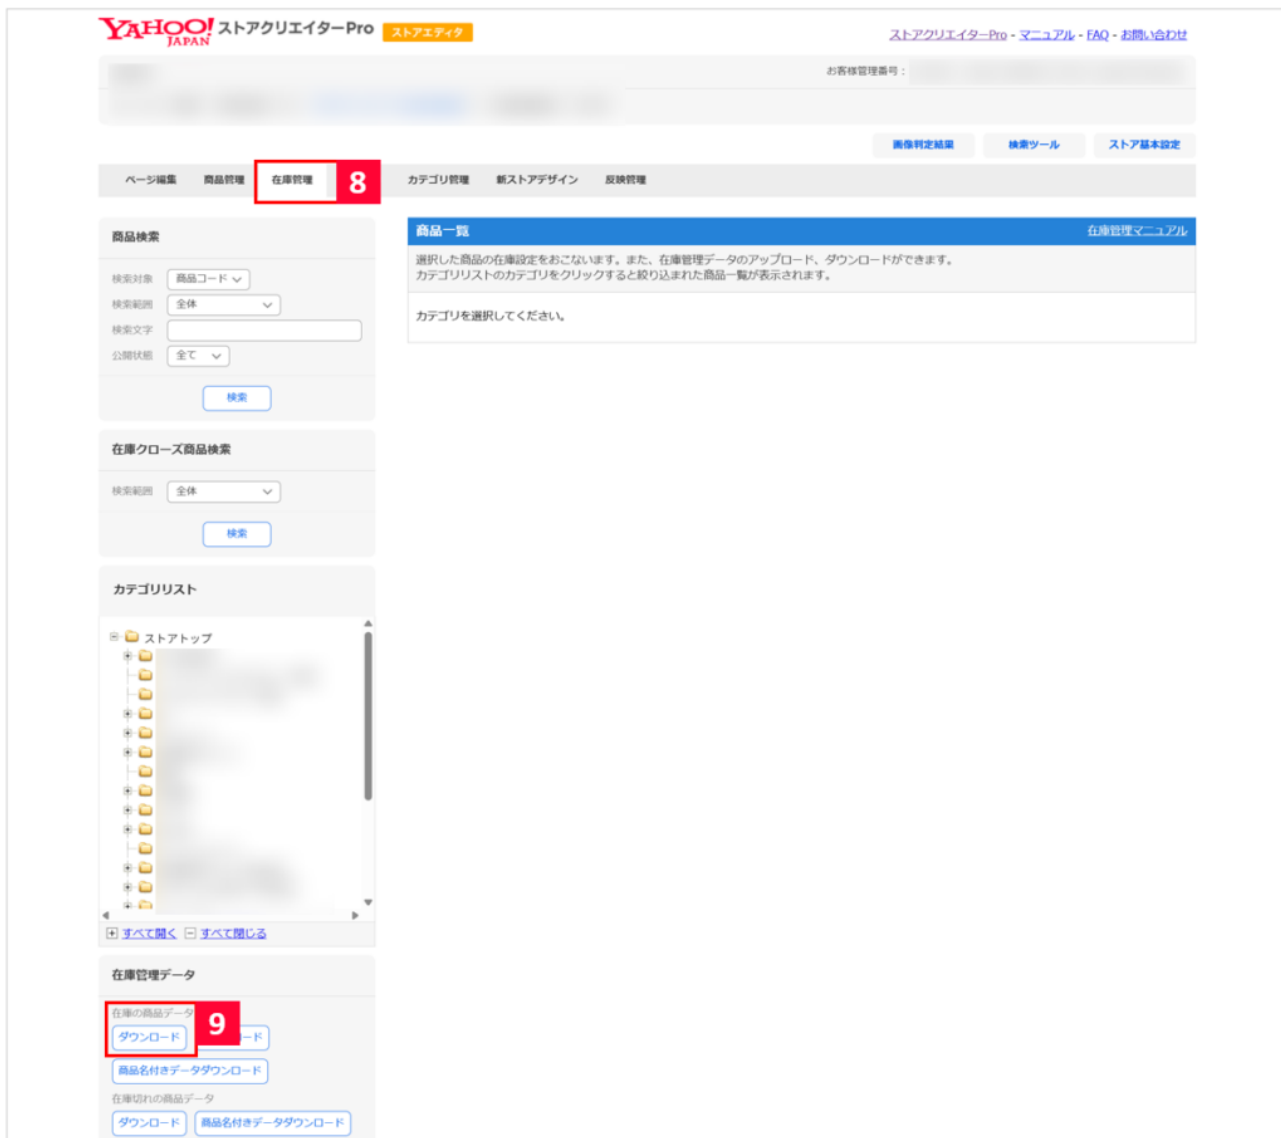 YAHOO! JAPAN ストアクリエイターPro ストアエディタ
ストアクリエイターPro - マニュアル - FAQ - お問い合わせ
お客様管理番号：
画像判定結果 検索ツール ストア基本設定
ページ編集 商品管理 在庫管理 8 カテゴリ管理 新ストアデザイン 反映管理
商品検索
検索対象 商品コード
検索範囲 全体
検索文字
公開状態 全て
検索
商品一覧 在庫管理マニュアル
選択した商品の在庫設定をおこないます。また、在庫管理データのアップロード、ダウンロードができます。
カテゴリリストのカテゴリをクリックすると絞り込まれた商品一覧が表示されます。
カテゴリを選択してください。
在庫クローズ商品検索
検索範囲 全体
検索
カテゴリリスト
ストアトップ
すべて開く すべて閉じる
在庫管理データ
在庫の商品データ
ダウンロード 9 ード
商品名付きデータダウンロード
在庫切れの商品データ
ダウンロード 商品名付きデータダウンロード